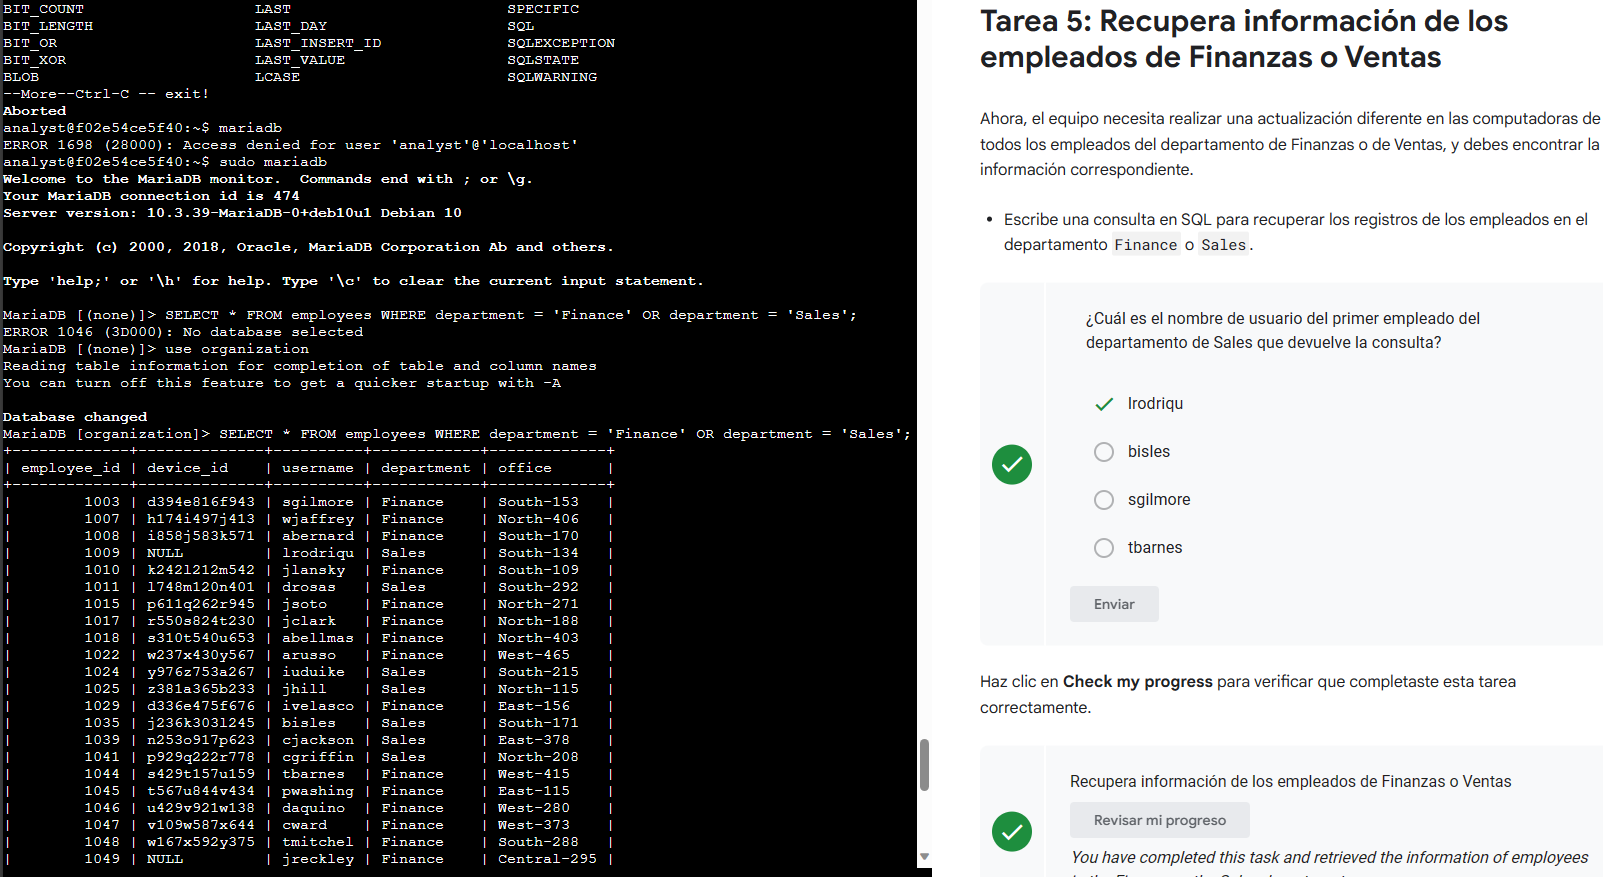 BIT_COUNT                   LAST                        SPECIFIC
BIT_LENGTH                  LAST_DAY                    SQL
BIT_OR                      LAST_INSERT_ID              SQLEXCEPTION
BIT_XOR                     LAST_VALUE                  SQLSTATE
BLOB                        LCASE                       SQLWARNING
--More--Ctrl-C -- exit!
Aborted
analyst@f02e54ce5f40:~$ mariadb
ERROR 1698 (28000): Access denied for user 'analyst'@'localhost'
analyst@f02e54ce5f40:~$ sudo mariadb
Welcome to the MariaDB monitor.  Commands end with ; or \g.
Your MariaDB connection id is 474
Server version: 10.3.39-MariaDB-0+deb10u1 Debian 10
Copyright (c) 2000, 2018, Oracle, MariaDB Corporation Ab and others.
Type 'help;' or '\h' for help. Type '\c' to clear the current input statement.
MariaDB [(none)]> SELECT * FROM employees WHERE department = 'Finance' OR department = 'Sales';
ERROR 1046 (3D000): No database selected
MariaDB [(none)]> use organization
Reading table information for completion of table and column names
You can turn off this feature to get a quicker startup with -A
Database changed
MariaDB [organization]> SELECT * FROM employees WHERE department = 'Finance' OR department = 'Sales';
+-------------+--------------+----------+------------+-------------+
| employee_id | device_id    | username | department | office      |
+-------------+--------------+----------+------------+-------------+
|        1003 | d394e816f943 | sgilmore | Finance    | South-153   |
|        1007 | h174i497j413 | wjaffrey | Finance    | North-406   |
|        1008 | i858j583k571 | abernard | Finance    | South-170   |
|        1009 | NULL         | lrodriqu | Sales      | South-134   |
|        1010 | k242l212m542 | jlansky  | Finance    | South-109   |
|        1011 | l748m120n401 | drosas   | Sales      | South-292   |
|        1015 | p611q262r945 | jsoto    | Finance    | North-271   |
|        1017 | r550s824t230 | jclark   | Finance    | North-188   |
|        1018 | s310t540u653 | abellmas | Finance    | North-403   |
|        1022 | w237x430y567 | arusso   | Finance    | West-465    |
|        1024 | y976z753a267 | iuduike  | Sales      | South-215   |
|        1025 | z381a365b233 | jhill    | Sales      | North-115   |
|        1029 | d336e475f676 | ivelasco | Finance    | East-156    |
|        1035 | j236k303l245 | bisles   | Sales      | South-171   |
|        1039 | n253o917p623 | cjackson | Sales      | East-378    |
|        1041 | p929q222r778 | cgriffin | Sales      | North-208   |
|        1044 | s429t157u159 | tbarnes  | Finance    | West-415    |
|        1045 | t567u844v434 | pwashing | Finance    | East-115    |
|        1046 | u429v921w138 | daquino  | Finance    | West-280    |
|        1047 | v109w587x644 | cward    | Finance    | West-373    |
|        1048 | w167x592y375 | tmitchel | Finance    | South-288   |
|        1049 | NULL         | jreckley | Finance    | Central-295 |
Tarea 5: Recupera información de los
empleados de Finanzas o Ventas
Ahora, el equipo necesita realizar una actualización diferente en las computadoras de
todos los empleados del departamento de Finanzas o de Ventas, y debes encontrar la
información correspondiente.
• Escribe una consulta en SQL para recuperar los registros de los empleados en el
departamento Finance o Sales.
¿Cuál es el nombre de usuario del primer empleado del
departamento de Sales que devuelve la consulta?
lrodriqu
bisles
sgilmore
tbarnes
Enviar
Haz clic en Check my progress para verificar que completaste esta tarea
correctamente.
Recupera información de los empleados de Finanzas o Ventas
Revisar mi progreso
You have completed this task and retrieved the information of employees